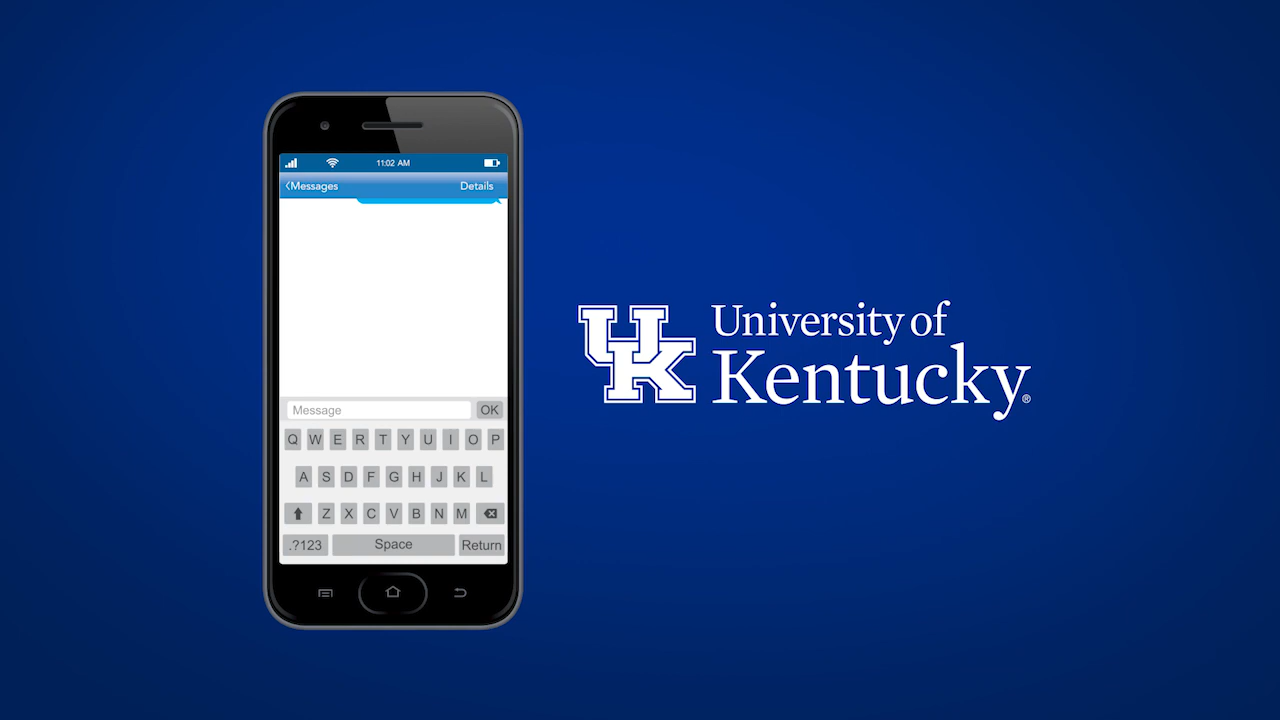 11:02 AM
Messages
Details
Message
OK
Q W E R T Y U I O P
A S D F G H J K L
Z X C V B N M
.?123
Space
Return
UK
University of
Kentucky®